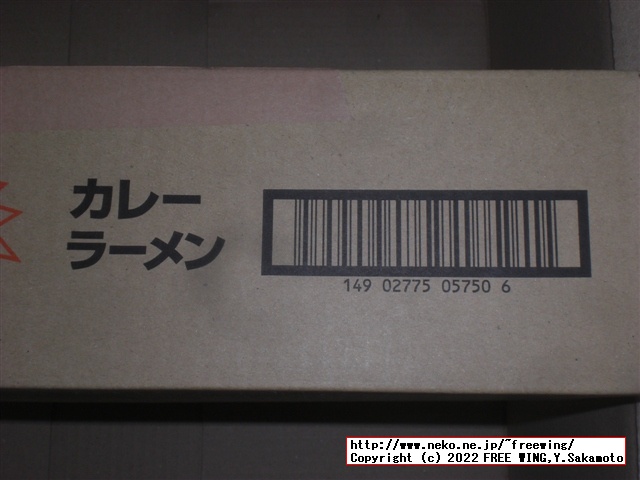 カレー
ラーメン
149 02775 05750 6
http://www.neko.ne.jp/~freewing/
Copyright (c) 2022 FREE WING,Y.Sakamoto